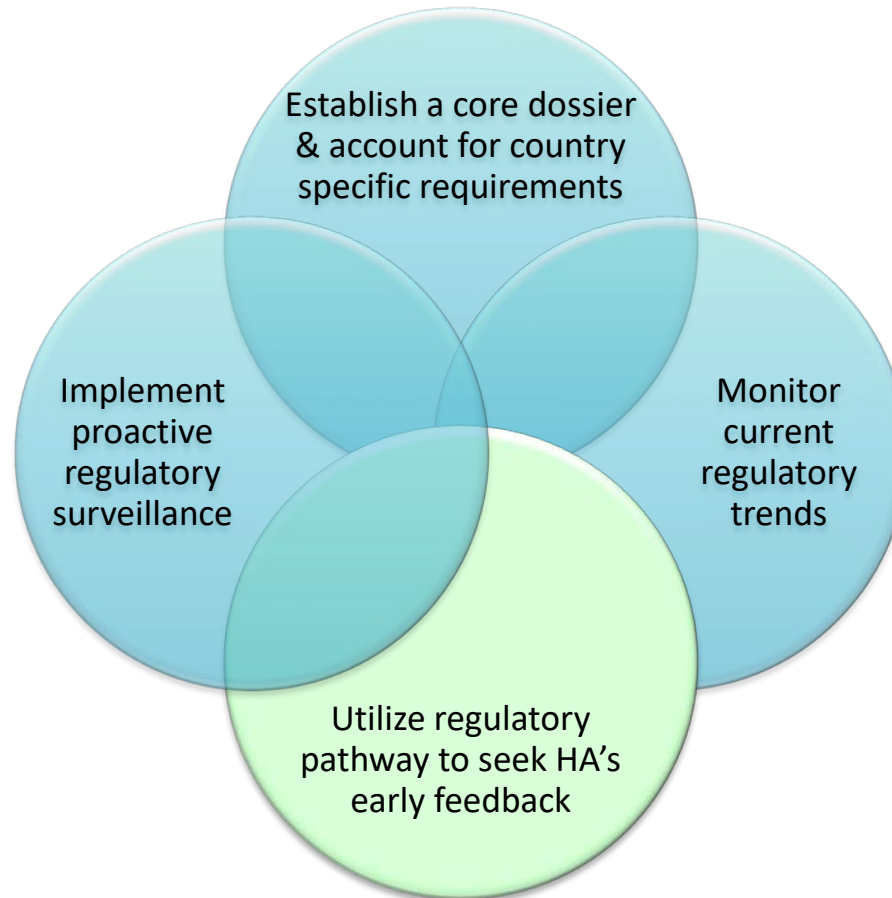 Establish a core dossier
& account for country
specific requirements
Implement
proactive
regulatory
surveillance
Monitor
current
regulatory
trends
Utilize regulatory
pathway to seek HA’s
early feedback